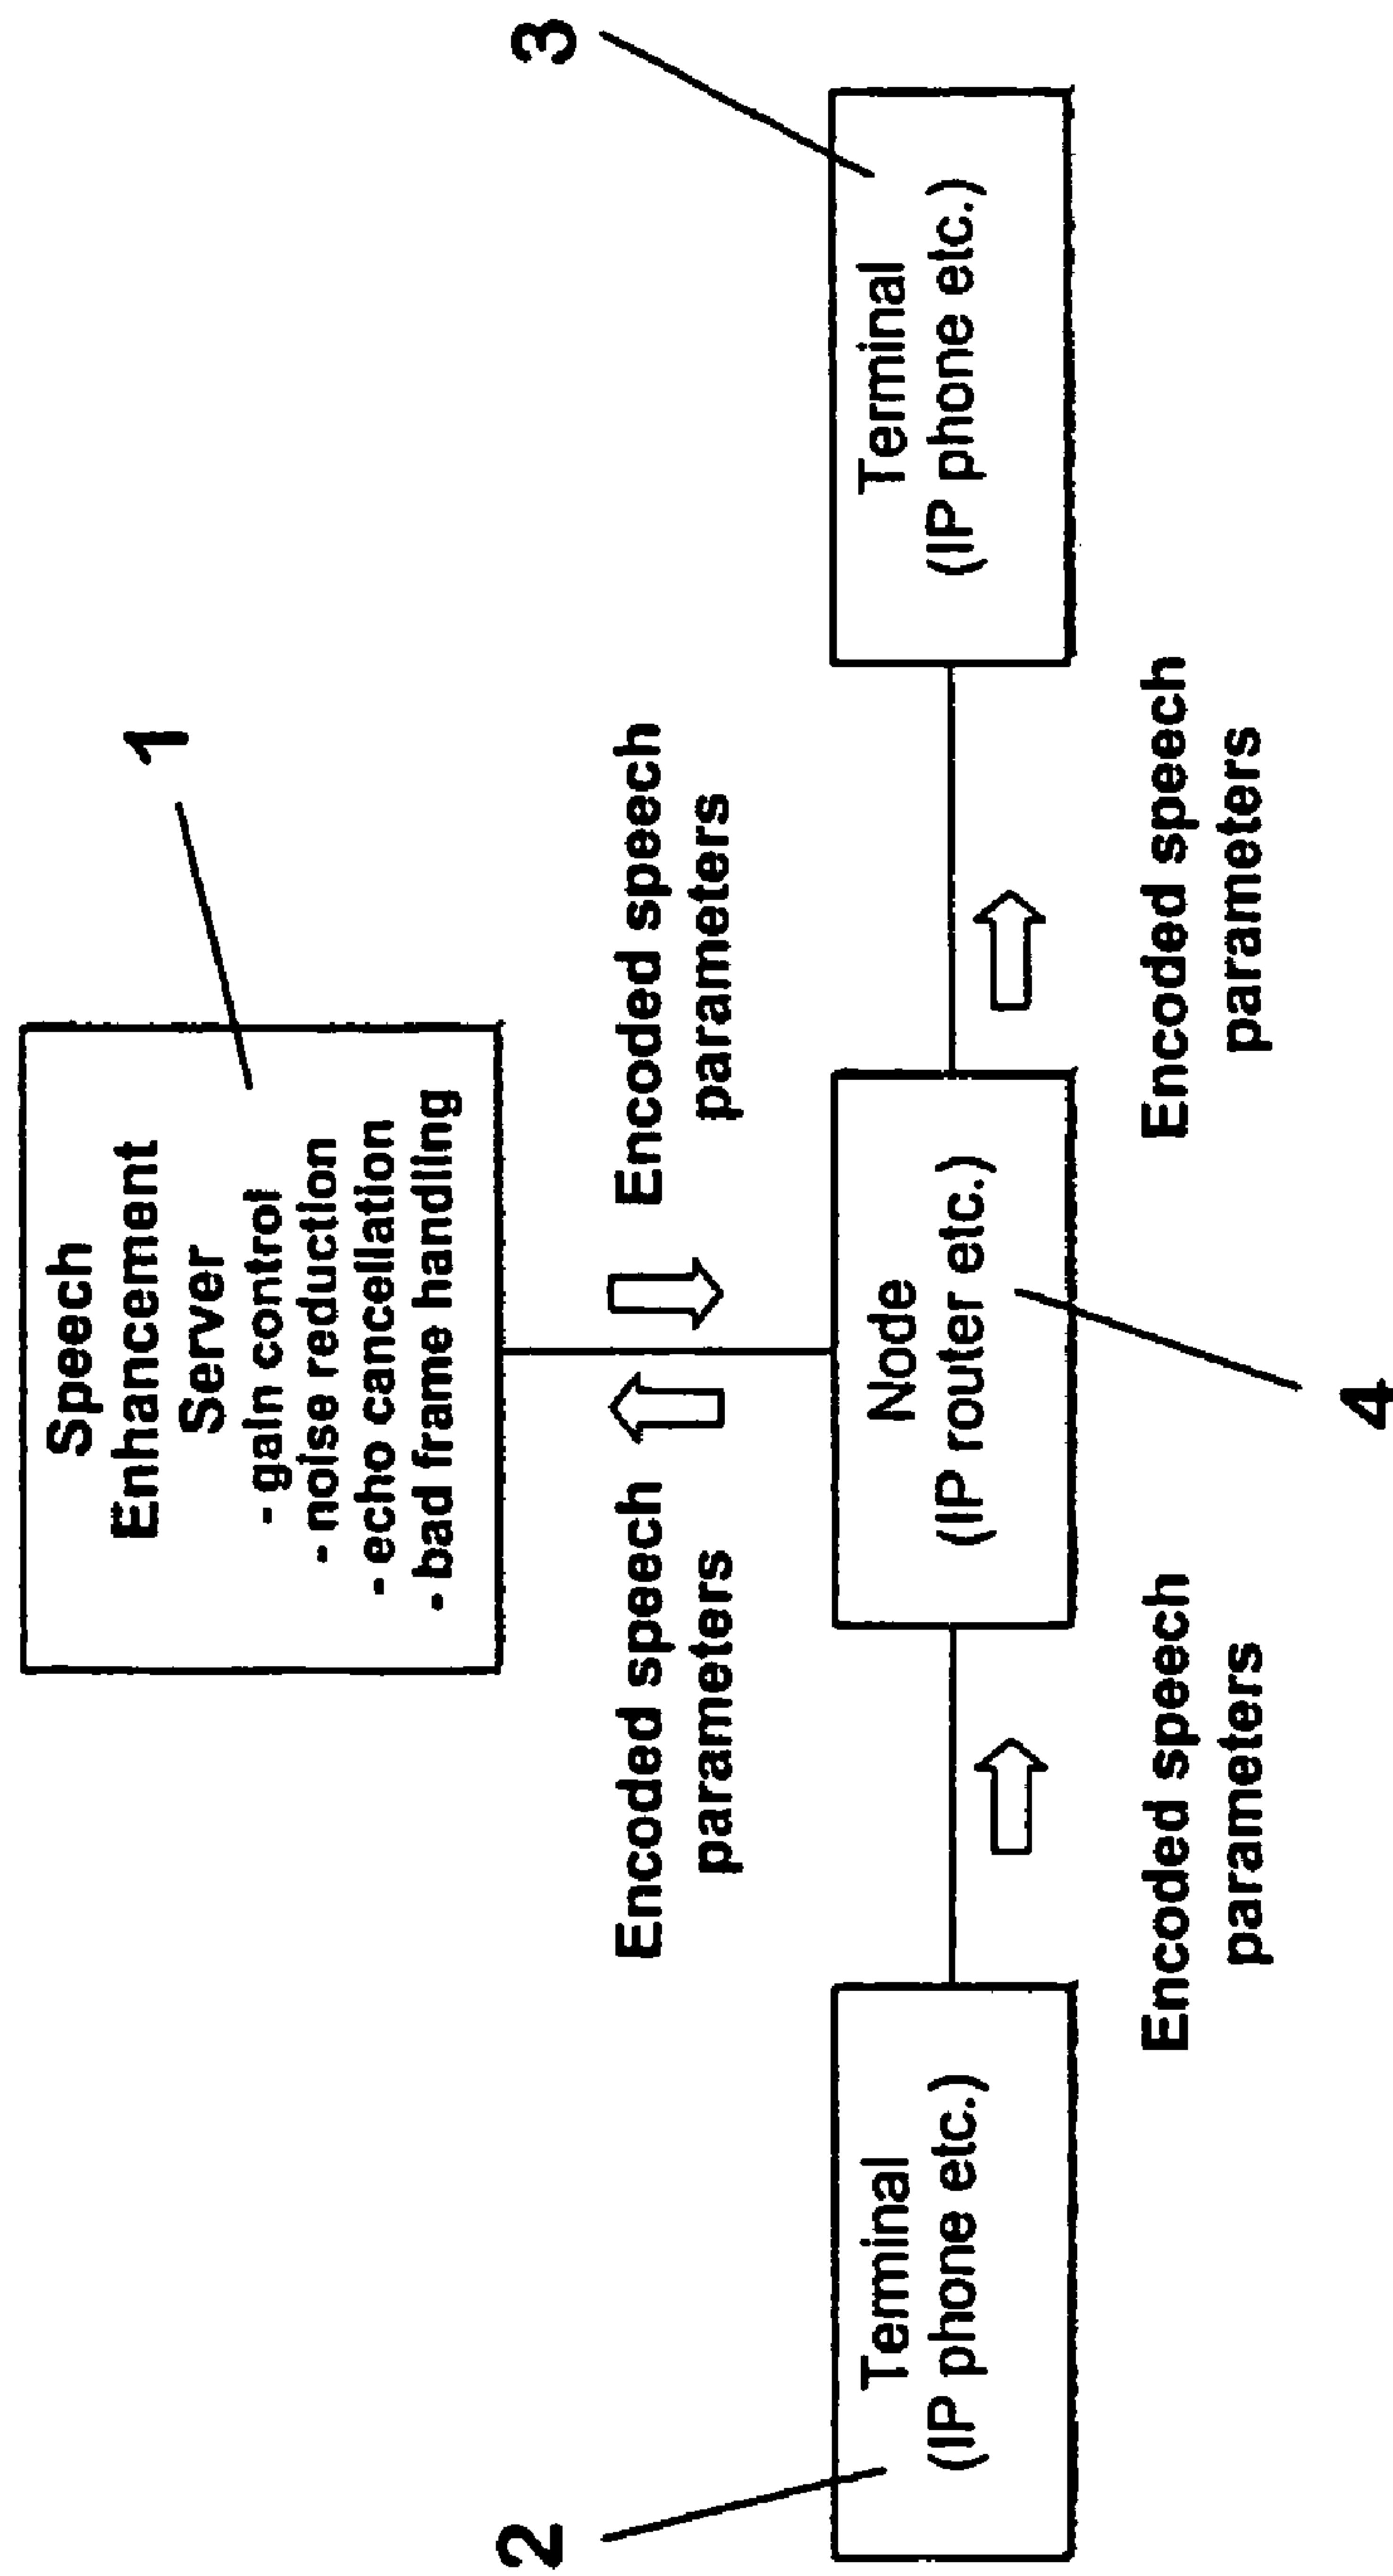 1
Speech
Enhancement
Server
- gain control
- noise reduction
- echo cancellation
- bad frame handling
Encoded speech
parameters
Encoded speech
parameters
2
Terminal
(IP phone etc.)
Node
(IP router etc.)
4
3
Terminal
(IP phone etc.)
Encoded speech
parameters
Encoded speech
parameters